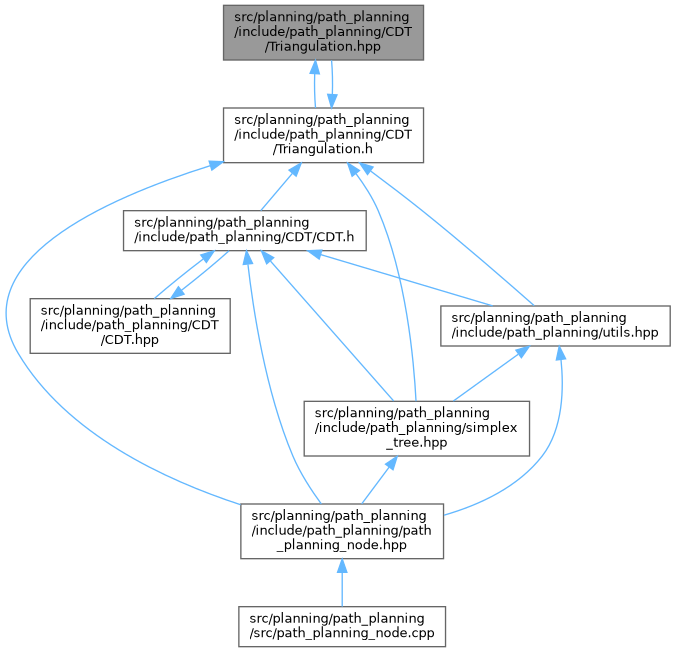 src/planning/path_planning
/include/path_planning/CDT
/Triangulation.hpp
src/planning/path_planning
/include/path_planning/CDT
/Triangulation.h
src/planning/path_planning
/include/path_planning/CDT/CDT.h
src/planning/path_planning
/include/path_planning/CDT
/CDT.hpp
src/planning/path_planning
/include/path_planning/utils.hpp
src/planning/path_planning
/include/path_planning/simplex
_tree.hpp
src/planning/path_planning
/include/path_planning/path
_planning_node.hpp
src/planning/path_planning
/src/path_planning_node.cpp